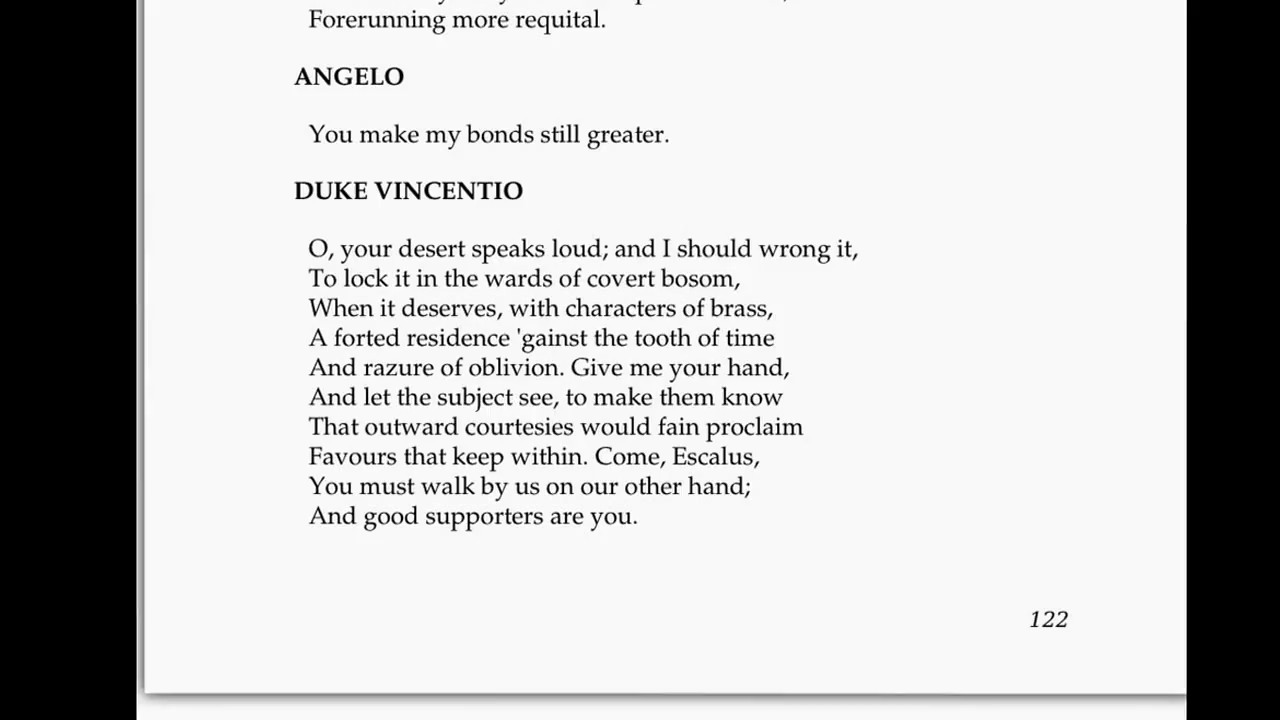 Forerunning more requital.
ANGELO
You make my bonds still greater.
DUKE VINCENTIO
O, your desert speaks loud; and I should wrong it,
To lock it in the wards of covert bosom,
When it deserves, with characters of brass,
A forted residence 'gainst the tooth of time
And razure of oblivion. Give me your hand,
And let the subject see, to make them know
That outward courtesies would fain proclaim
Favours that keep within. Come, Escalus,
You must walk by us on our other hand;
And good supporters are you.
122